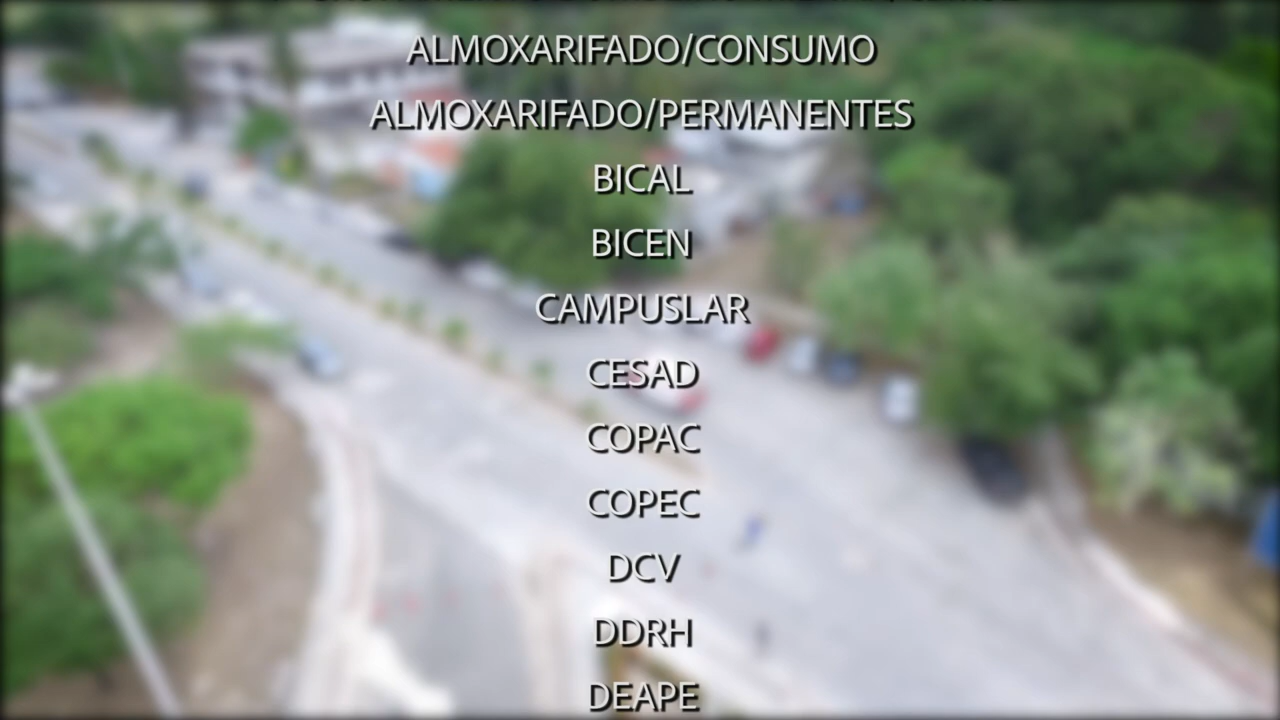 ALMOXARIFADO/CONSUMO
ALMOXARIFADO/PERMANENTES
BICAL
BICEN
CAMPUSLAR
CESAD
COPAC
COPEC
DCV
DDRH
DEAPE